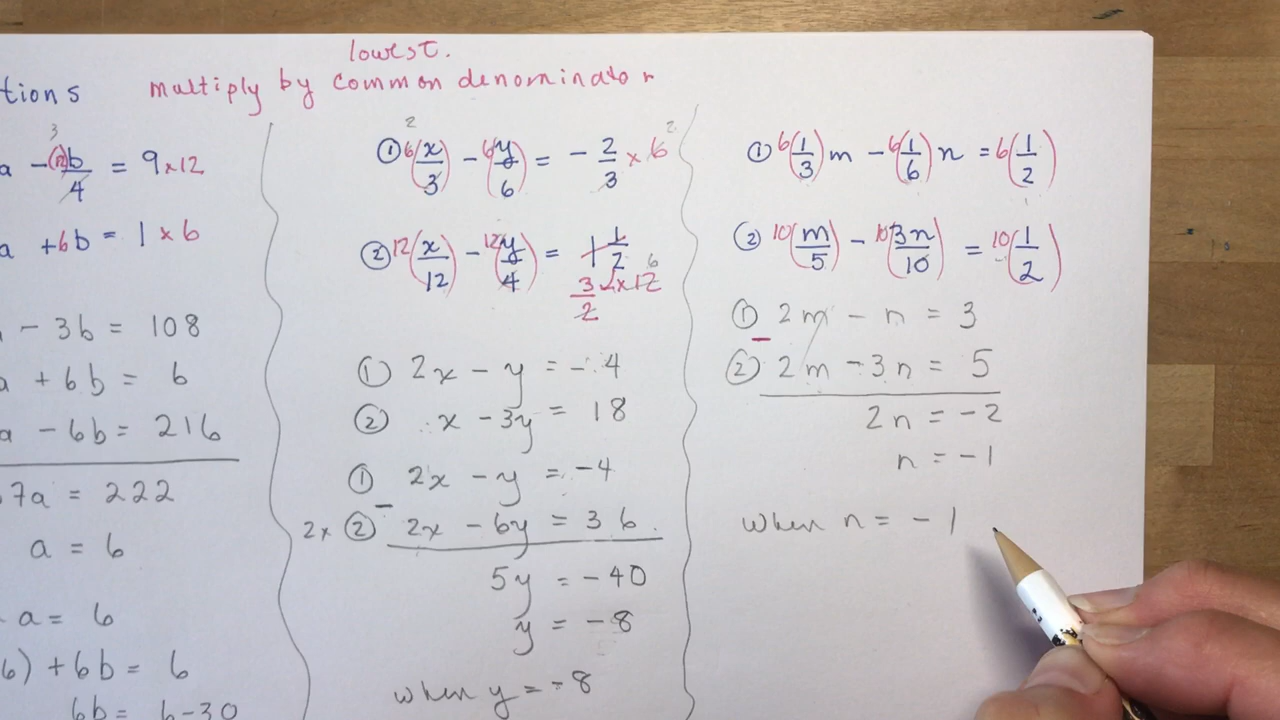 lowest.
tions multiply by common denominator
3
a - (12)b/4 = 9 x12
a +6b = 1 x 6
- 3b = 108
a + 6b = 6
a - 6b = 216
7a = 222
a = 6
a = 6
6) + 6b = 6
6b = 6-30
2 2
① 6(x/3) - 6(y/6) = - 2/3 x 6
② 12(x/12) - 12(y/4) = 1 1/2 6
3/2 x 12
① 2x - y = - 4
② x - 3y = 18
① 2x - y = - 4
-
2x ② 2x - 6y = 36
5y = -40
y = -8
when y = -8
① 6(1/3)m - 6(1/6)n = 6(1/2)
② 10(m/5) - 10(3n/10) = 10(1/2)
① 2m - n = 3
-
② 2m - 3n = 5
2n = -2
n = -1
when n = - 1